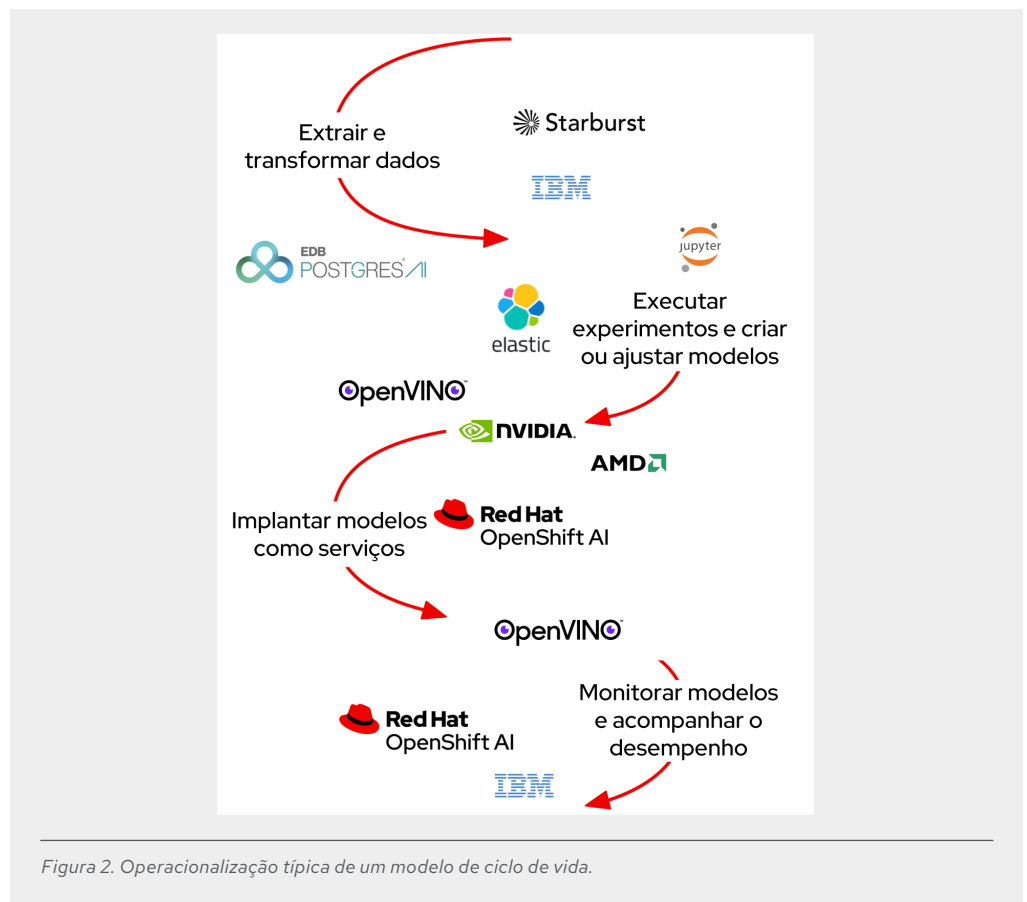 Extrair e
transformar dados
Starburst
IBM
EDB
POSTGRES® AI
jupyter
elastic
Executar
experimentos e criar
ou ajustar modelos
OpenVINO™
NVIDIA.
AMD
Implantar modelos
como serviços
Red Hat
OpenShift AI
OpenVINO™
Monitorar modelos
e acompanhar o
desempenho
Red Hat
OpenShift AI
IBM
Figura 2. Operacionalização típica de um modelo de ciclo de vida.